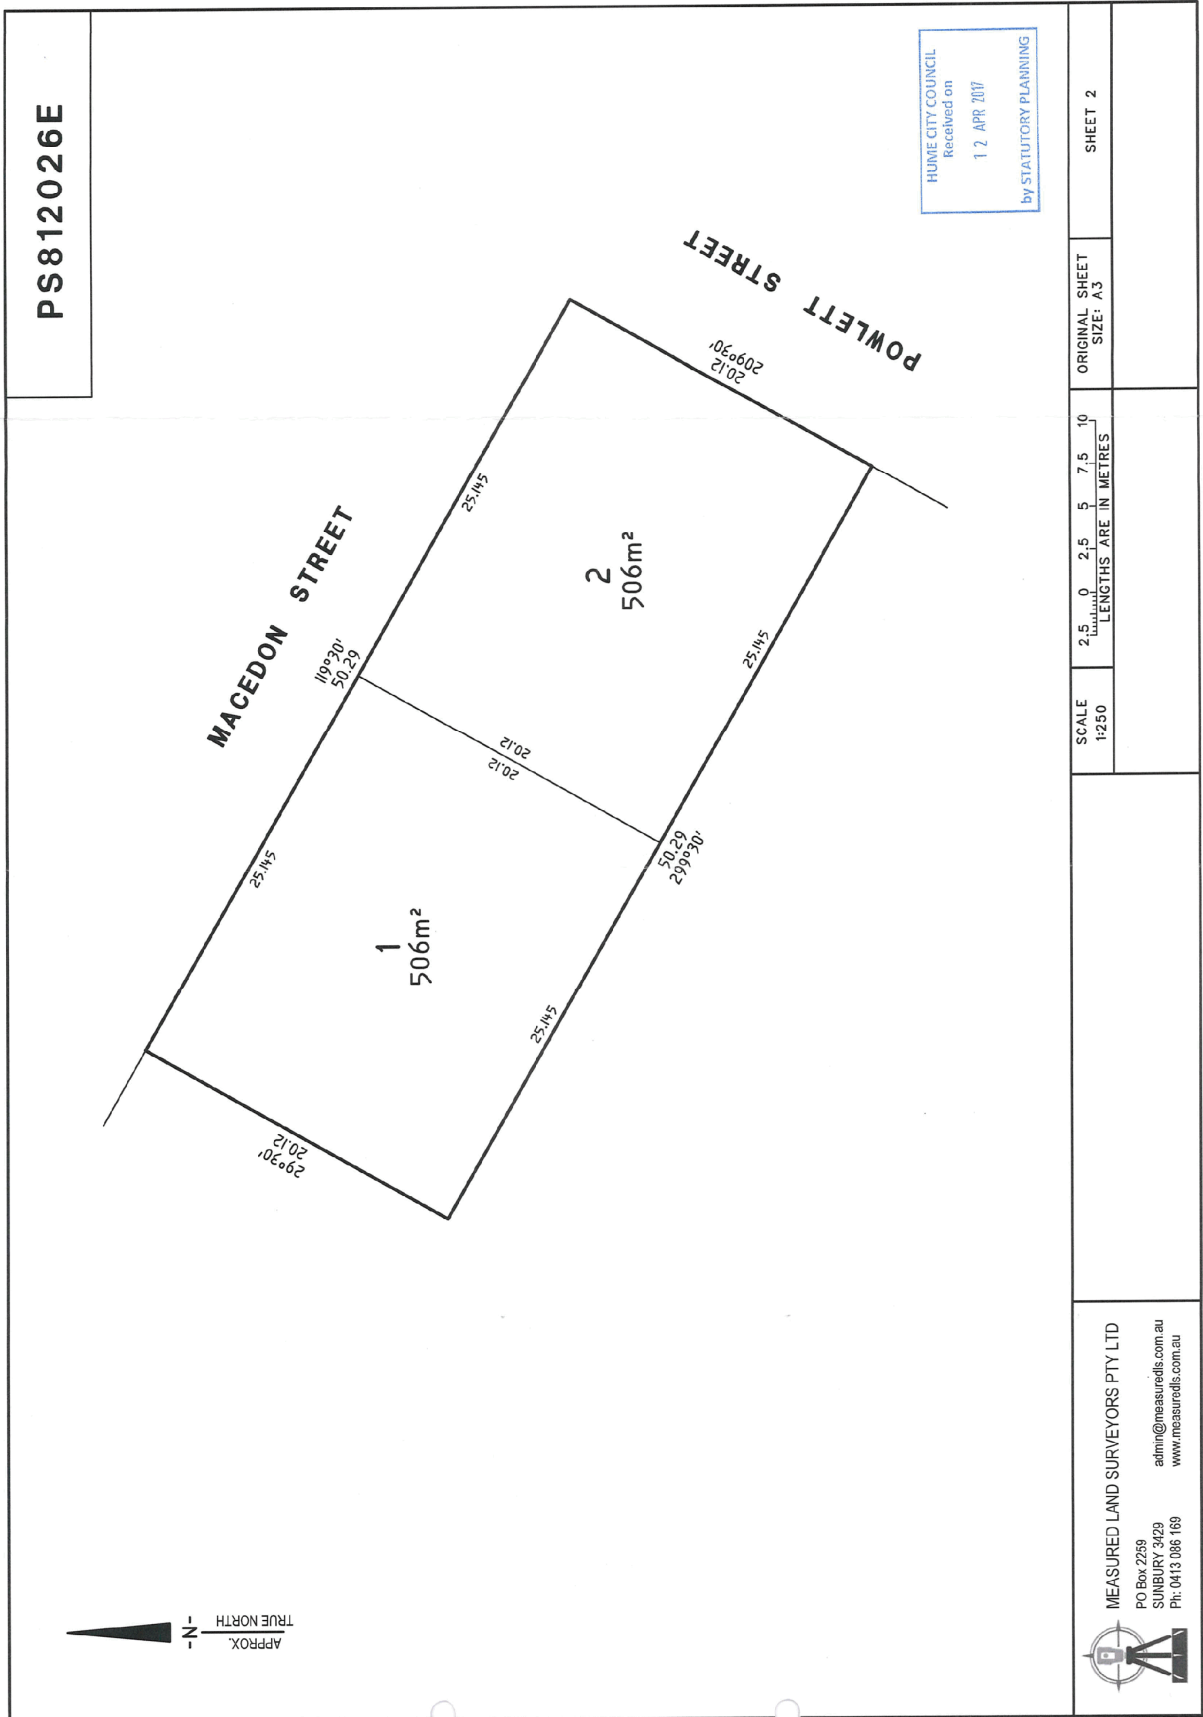 PS812026E
HUME CITY COUNCIL
Received on
12 APR 2017
by STATUTORY PLANNING
APPROX.
TRUE NORTH
-N-
MACEDON STREET
119°30'
50.29
25.145
25.145
29°30'
20.12
1
506m²
20.12
20.12
2
506m²
20.12
209°30'
POWLETT STREET
25.145
25.145
50.29
299°30'
MEASURED LAND SURVEYORS PTY LTD
PO Box 2259
SUNBURY 3429
Ph: 0413 086 169
admin@measuredls.com.au
www.measuredls.com.au
SCALE
1:250
2.5 0 2.5 5 7.5 10
LENGTHS ARE IN METRES
ORIGINAL SHEET
SIZE: A3
SHEET 2